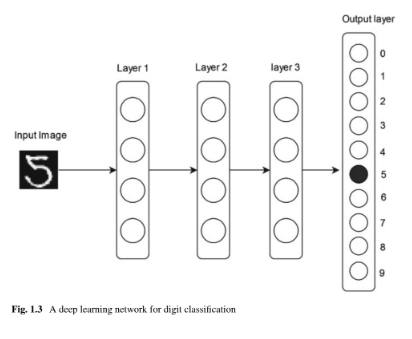 Output layer
Layer 1
Layer 2
layer 3
Input Image
5
0
1
2
3
4
5
6
7
8
9
Fig. 1.3 A deep learning network for digit classification